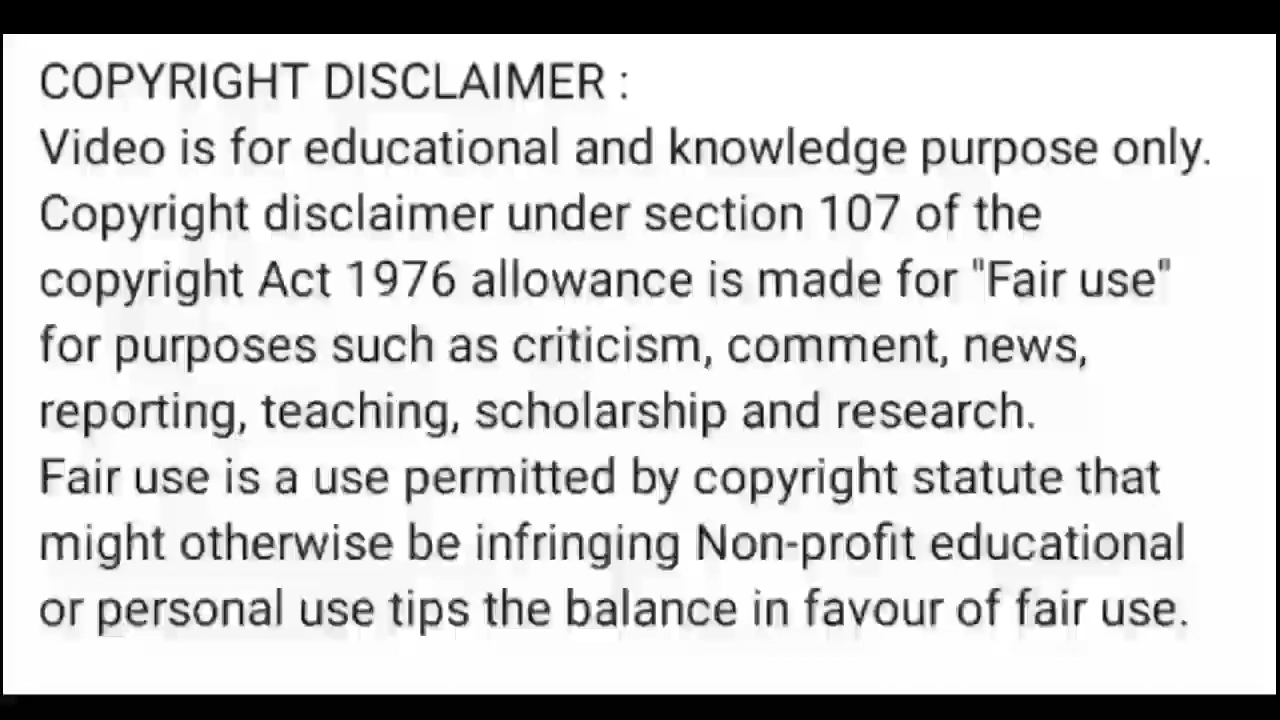 COPYRIGHT DISCLAIMER :
Video is for educational and knowledge purpose only.
Copyright disclaimer under section 107 of the
copyright Act 1976 allowance is made for "Fair use"
for purposes such as criticism, comment, news,
reporting, teaching, scholarship and research.
Fair use is a use permitted by copyright statute that
might otherwise be infringing Non-profit educational
or personal use tips the balance in favour of fair use.